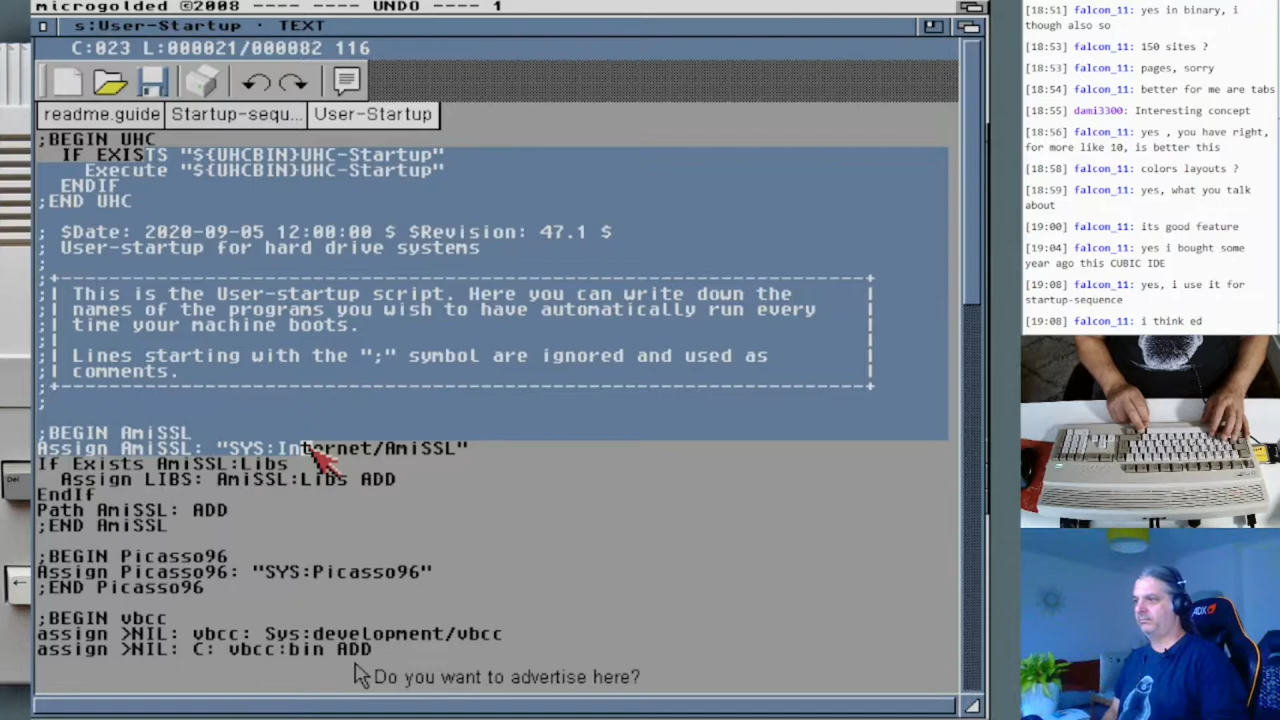 microgolded ©2008 ---- ---- UNDO ---- 1
s:User-Startup · TEXT
C:023 L:000021/000082 116
readme.guide
Startup-sequ...
User-Startup
;BEGIN UHC
IF EXISTS "${UHCBIN}UHC-Startup"
Execute "${UHCBIN}UHC-Startup"
ENDIF
;END UHC
; $Date: 2020-09-05 12:00:00 $ $Revision: 47.1 $
; User-startup for hard drive systems
;
; +------------------------------------------------------------------+
; | This is the User-startup script. Here you can write down the |
; | names of the programs you wish to have automatically run every |
; | time your machine boots. |
; | |
; | Lines starting with the ";" symbol are ignored and used as |
; | comments. |
; +------------------------------------------------------------------+
;
;BEGIN AmiSSL
Assign AmiSSL: "SYS:Internet/AmiSSL"
If Exists AmiSSL:Libs
Assign LIBS: AmiSSL:Libs ADD
EndIf
Path AmiSSL: ADD
;END AmiSSL
;BEGIN Picasso96
Assign Picasso96: "SYS:Picasso96"
;END Picasso96
;BEGIN vbcc
assign >NIL: vbcc: Sys:development/vbcc
assign >NIL: C: vbcc:bin ADD
Do you want to advertise here?
[18:51] falcon_11: yes in binary, i
though also so
[18:53] falcon_11: 150 sites ?
[18:53] falcon_11: pages, sorry
[18:54] falcon_11: better for me are tabs
[18:55] dami3300: Interesting concept
[18:56] falcon_11: yes , you have right,
for more like 10, is better this
[18:58] falcon_11: colors layouts ?
[18:59] falcon_11: yes, what you talk
about
[19:00] falcon_11: its good feature
[19:04] falcon_11: yes i bought some
year ago this CUBIC IDE
[19:08] falcon_11: yes, i use it for
startup-sequence
[19:08] falcon_11: i think ed
Del
ADX